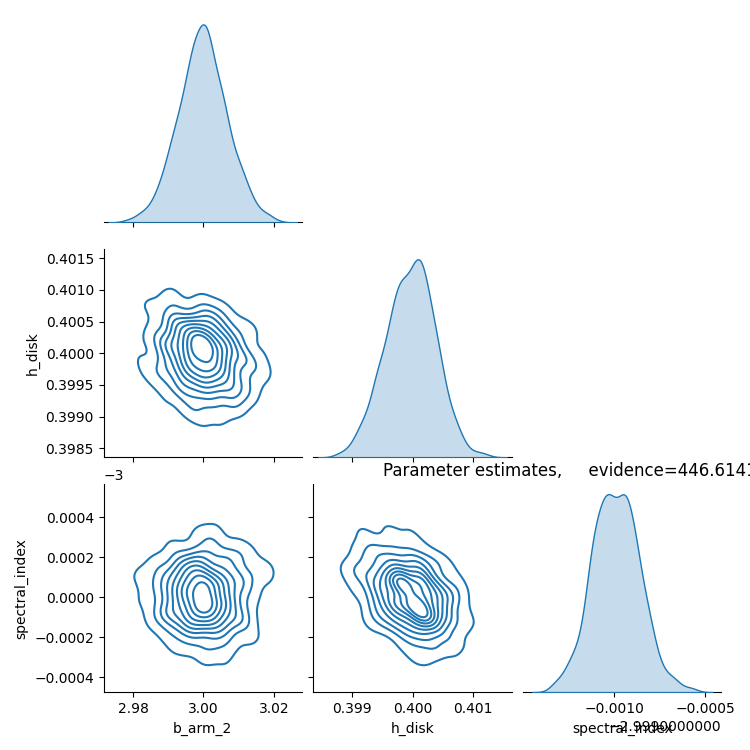 0.4015
0.4010
0.4005
0.4000
0.3995
0.3990
0.3985
h_disk
−3
Parameter estimates, evidence=446.6141
0.0004
0.0002
0.0000
−0.0002
−0.0004
spectral_index
2.98 3.00 3.02
0.399 0.400 0.401
−0.0010 −0.0005
−2.9990000000
b_arm_2
h_disk
spectral_index